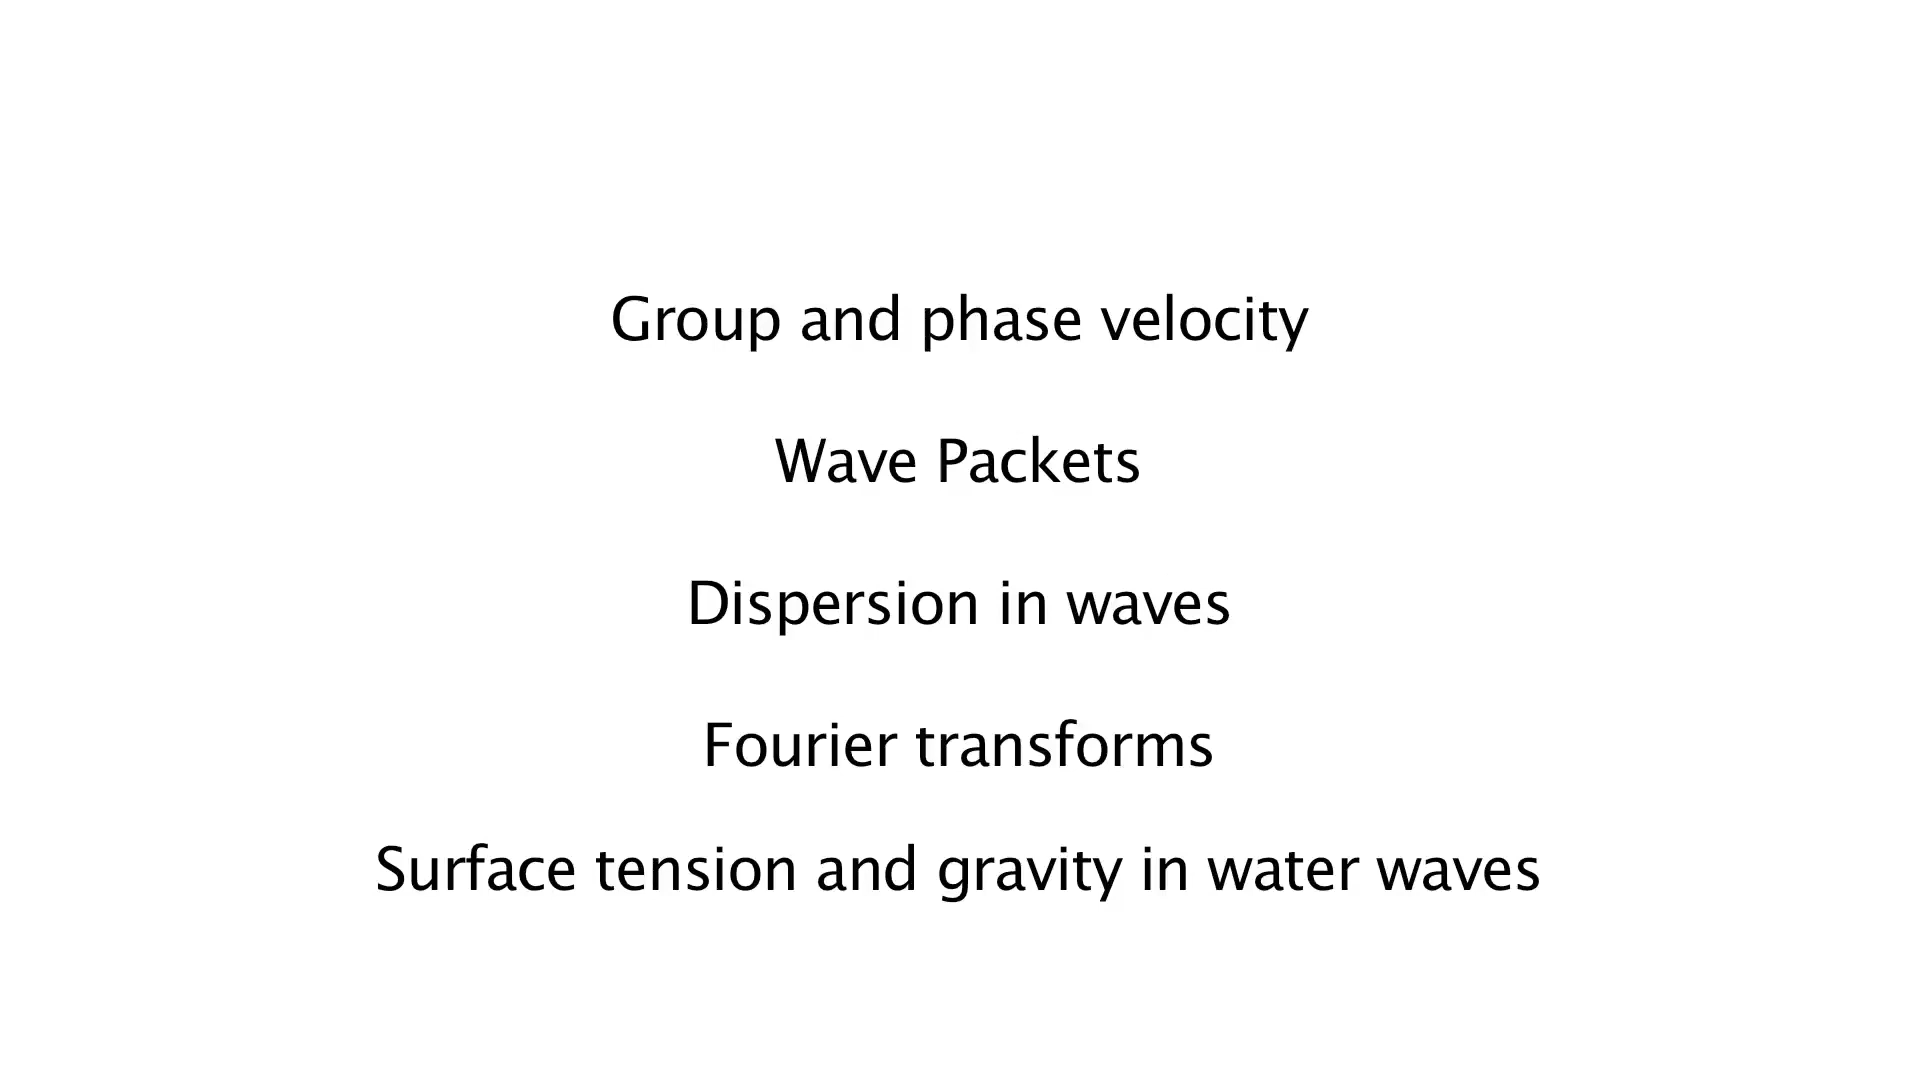 Group and phase velocity
Wave Packets
Dispersion in waves
Fourier transforms
Surface tension and gravity in water waves